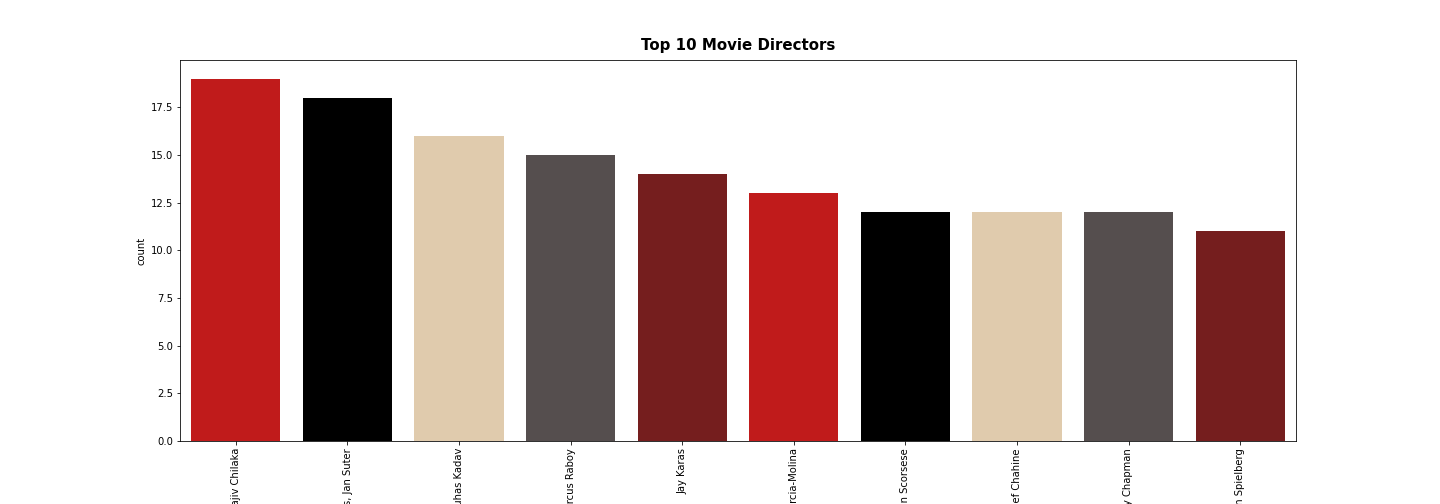 Top 10 Movie Directors
17.5
15.0
12.5
10.0
7.5
5.0
2.5
0.0
count
ajiv Chilaka
s, Jan Suter
uhas Kadav
rcus Raboy
Jay Karas
rcia-Molina
n Scorsese
ef Chahine
y Chapman
n Spielberg